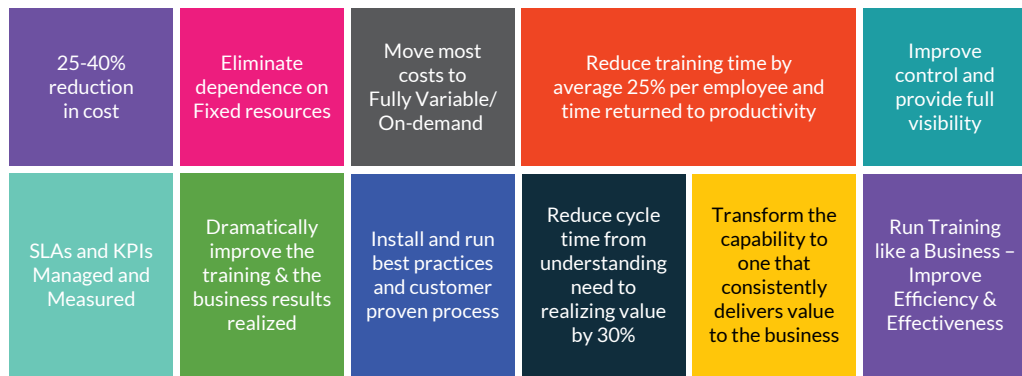 25-40%
reduction
in cost
Eliminate
dependence on
Fixed resources
Move most
costs to
Fully Variable/
On-demand
Reduce training time by
average 25% per employee and
time returned to productivity
Improve
control and
provide full
visibility
SLAs and KPIs
Managed and
Measured
Dramatically
improve the
training & the
business results
realized
Install and run
best practices
and customer
proven process
Reduce cycle
time from
understanding
need to
realizing value
by 30%
Transform the
capability to
one that
consistently
delivers value
to the business
Run Training
like a Business –
Improve
Efficiency &
Effectiveness